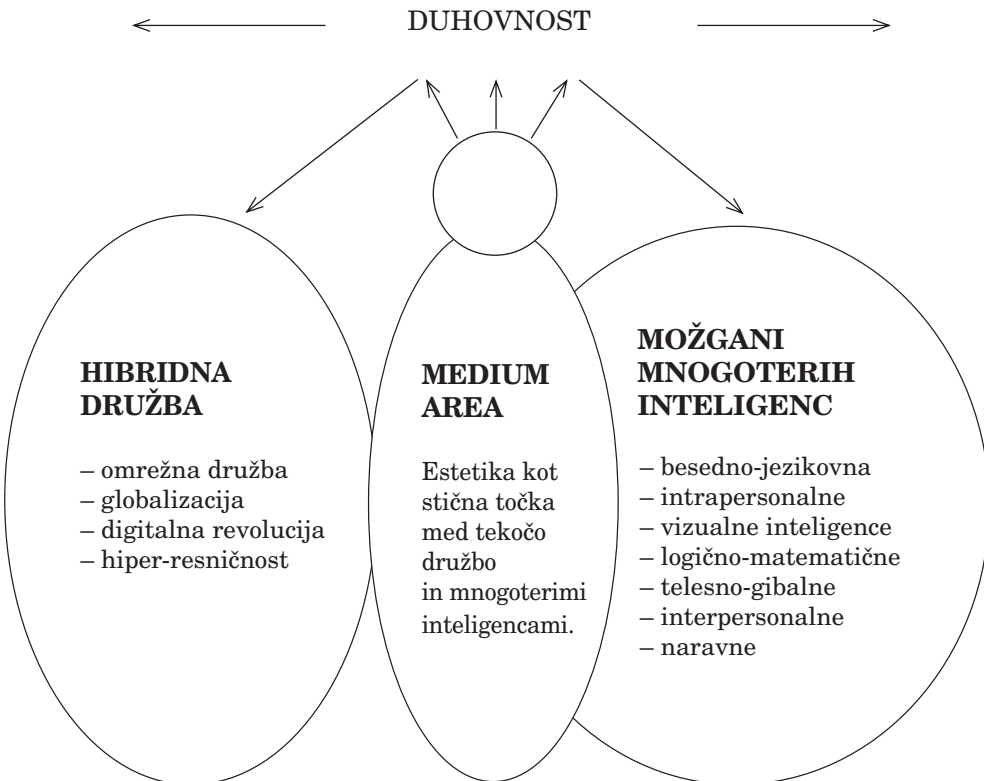 DUHOVNOST
HIBRIDNA
DRUŽBA
– omrežna družba
– globalizacija
– digitalna revolucija
– hiper-resničnost
MEDIUM
AREA
Estetika kot
stična točka
med tekočo
družbo
in mnogoterimi
inteligencami.
MOŽGANI
MNOGOTERIH
INTELIGENC
– besedno-jezikovna
– intrapersonalne
– vizualne inteligence
– logično-matematične
– telesno-gibalne
– interpersonalne
– naravne